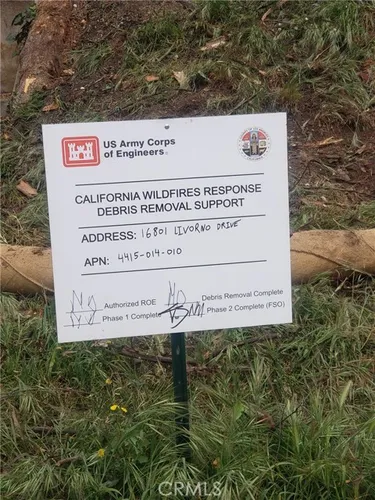 US Army Corps
of Engineers®
CALIFORNIA WILDFIRES RESPONSE
DEBRIS REMOVAL SUPPORT
ADDRESS: 16801 LIVORNO DRIVE
APN: 4415-014-010
Authorized ROE
Debris Removal Complete
Phase 1 Complete
Phase 2 Complete (FSO)
CRMLS